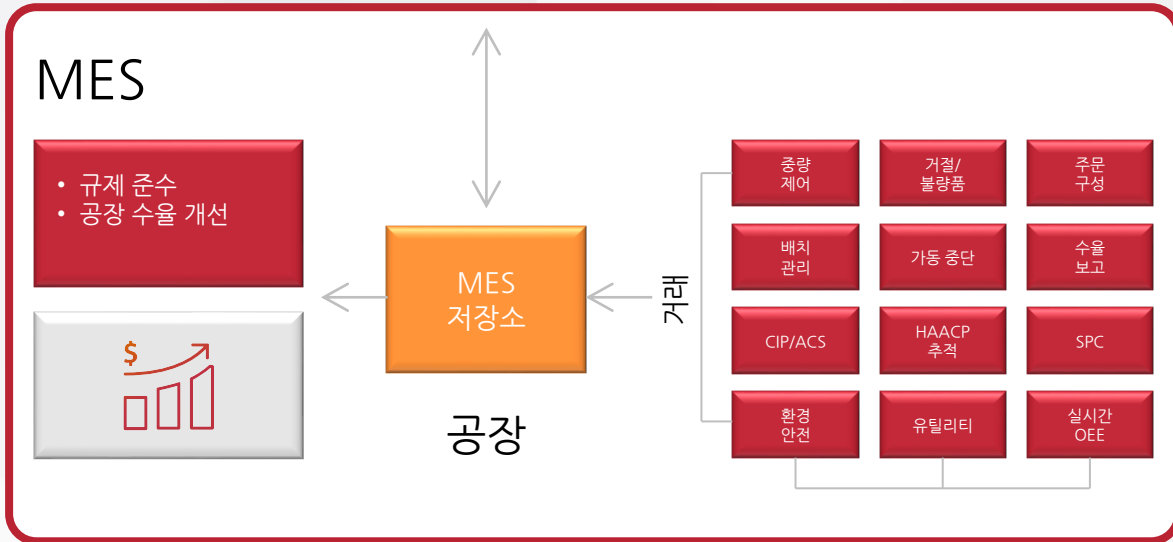 MES
• 규제 준수
• 공장 수율 개선
$
MES
저장소
공장
거래
중량
제어
거절/
불량품
주문
구성
배치
관리
가동 중단
수율
보고
CIP/ACS
HAACP
추적
SPC
환경
안전
유틸리티
실시간
OEE